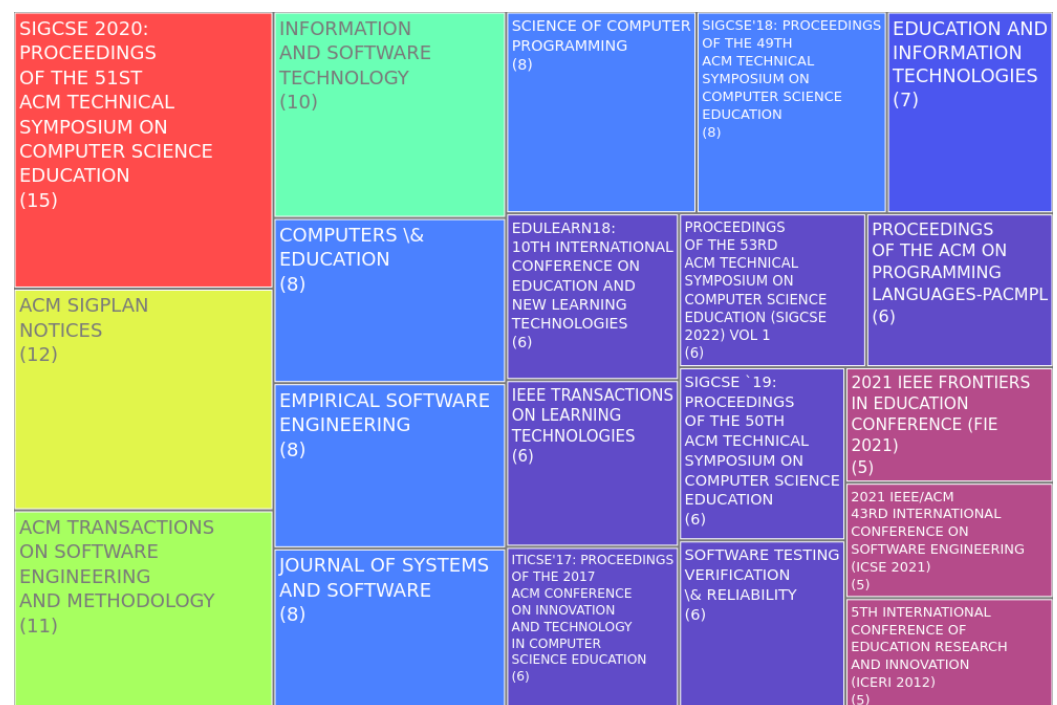 SIGCSE 2020:
PROCEEDINGS
OF THE 51ST
ACM TECHNICAL
SYMPOSIUM ON
COMPUTER SCIENCE
EDUCATION
(15)
ACM SIGPLAN
NOTICES
(12)
ACM TRANSACTIONS
ON SOFTWARE
ENGINEERING
AND METHODOLOGY
(11)
INFORMATION
AND SOFTWARE
TECHNOLOGY
(10)
COMPUTERS \&
EDUCATION
(8)
EMPIRICAL SOFTWARE
ENGINEERING
(8)
JOURNAL OF SYSTEMS
AND SOFTWARE
(8)
SCIENCE OF COMPUTER
PROGRAMMING
(8)
SIGCSE'18: PROCEEDINGS
OF THE 49TH
ACM TECHNICAL
SYMPOSIUM ON
COMPUTER SCIENCE
EDUCATION
(8)
EDUCATION AND
INFORMATION
TECHNOLOGIES
(7)
EDULEARN18:
10TH INTERNATIONAL
CONFERENCE ON
EDUCATION AND
NEW LEARNING
TECHNOLOGIES
(6)
IEEE TRANSACTIONS
ON LEARNING
TECHNOLOGIES
(6)
ITICSE'17: PROCEEDINGS
OF THE 2017
ACM CONFERENCE
ON INNOVATION
AND TECHNOLOGY
IN COMPUTER
SCIENCE EDUCATION
(6)
PROCEEDINGS
OF THE 53RD
ACM TECHNICAL
SYMPOSIUM ON
COMPUTER SCIENCE
EDUCATION (SIGCSE
2022) VOL 1
(6)
PROCEEDINGS
OF THE ACM ON
PROGRAMMING
LANGUAGES-PACMPL
(6)
SIGCSE `19:
PROCEEDINGS
OF THE 50TH
ACM TECHNICAL
SYMPOSIUM ON
COMPUTER SCIENCE
EDUCATION
(6)
SOFTWARE TESTING
VERIFICATION
\& RELIABILITY
(6)
2021 IEEE FRONTIERS
IN EDUCATION
CONFERENCE (FIE
2021)
(5)
2021 IEEE/ACM
43RD INTERNATIONAL
CONFERENCE ON
SOFTWARE ENGINEERING
(ICSE 2021)
(5)
5TH INTERNATIONAL
CONFERENCE OF
EDUCATION RESEARCH
AND INNOVATION
(ICERI 2012)
(5)